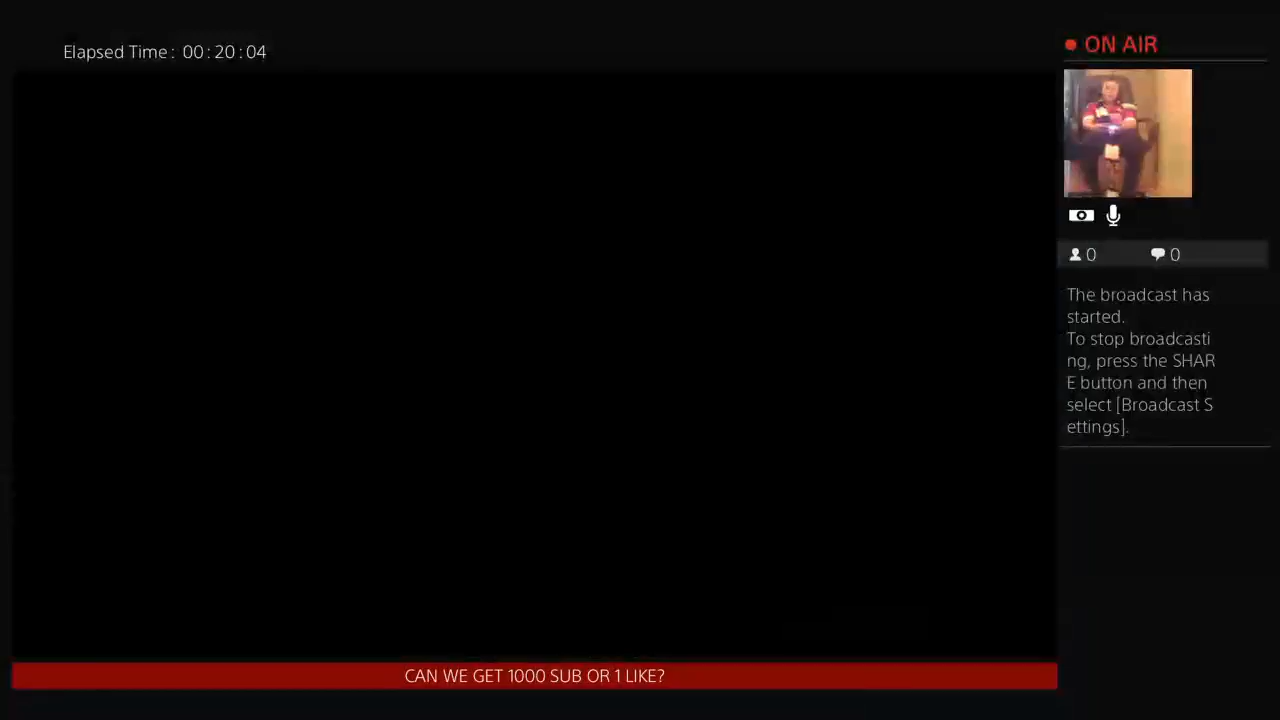 Elapsed Time: 00:20:04
ON AIR
0 0
The broadcast has
started.
To stop broadcasti
ng, press the SHAR
E button and then
select [Broadcast S
ettings].
CAN WE GET 1000 SUB OR 1 LIKE?